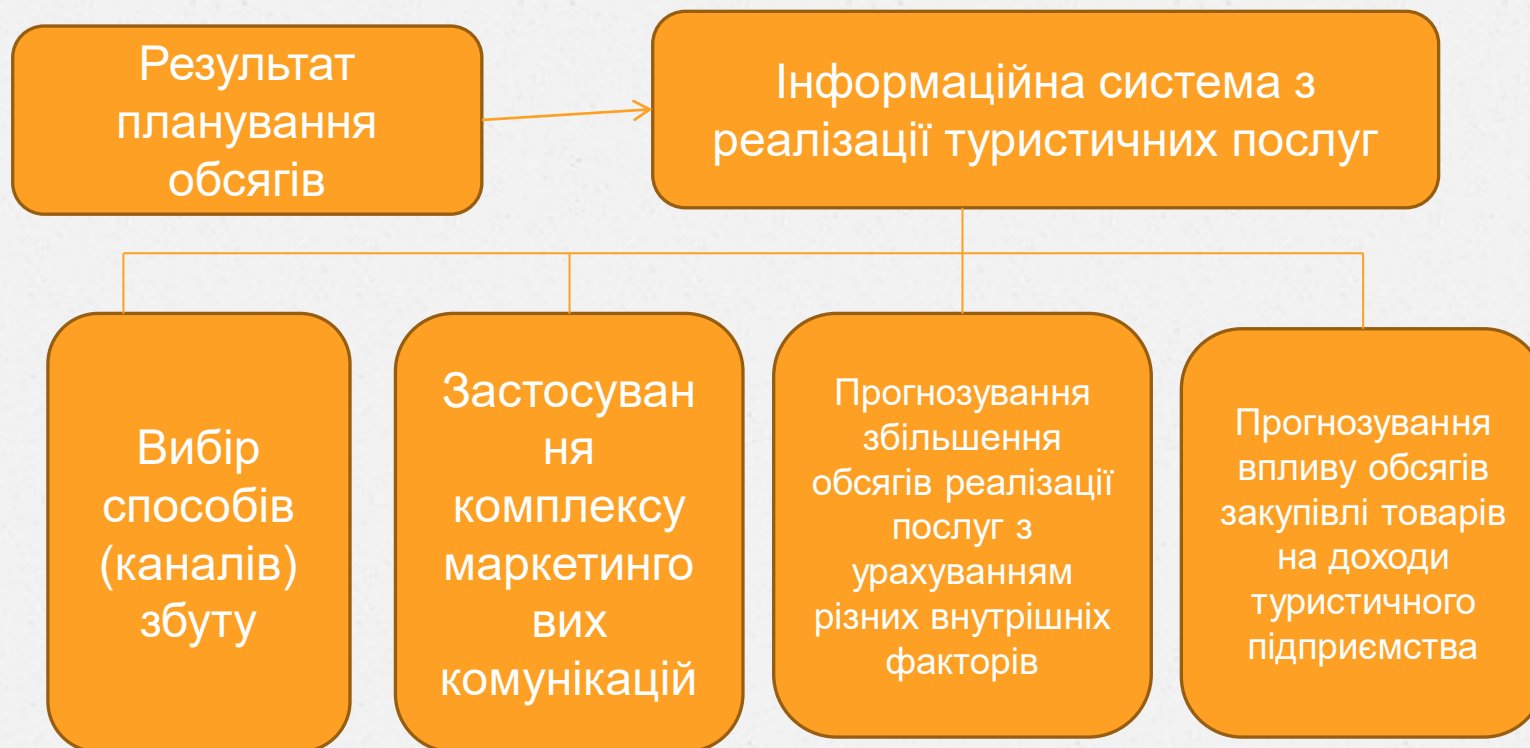 Результат
планування
обсягів
Інформаційна система з
реалізації туристичних послуг
Вибір
способів
(каналів)
збуту
Застосуван
ня
комплексу
маркетинго
вих
комунікацій
Прогнозування
збільшення
обсягів реалізації
послуг з
урахуванням
різних внутрішніх
факторів
Прогнозування
впливу обсягів
закупівлі товарів
на доходи
туристичного
підприємства